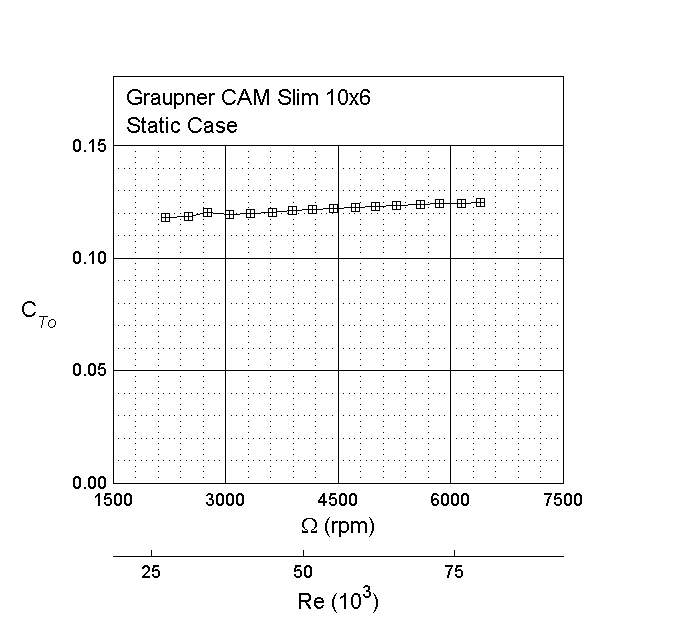 Graupner CAM Slim 10x6
Static Case
0.15
0.10
C_To
0.05
0.00
1500 3000 4500 6000 7500
Ω (rpm)
25 50 75
Re (10³)